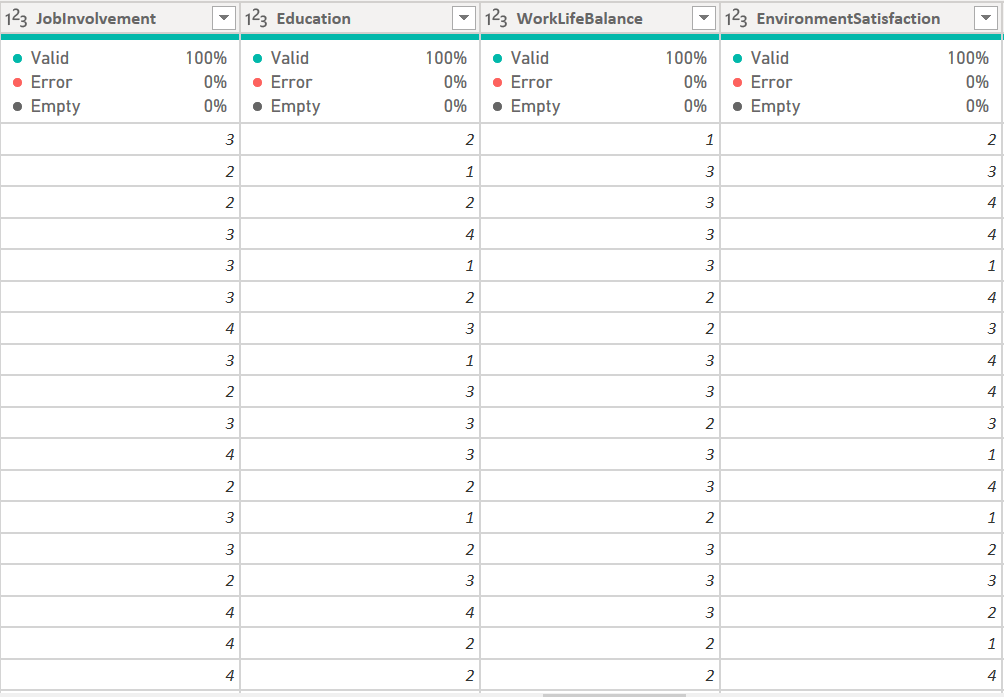 123 JobInvolvement 123 Education 123 WorkLifeBalance 123 EnvironmentSatisfaction
Valid 100% Valid 100% Valid 100% Valid 100%
Error 0% Error 0% Error 0% Error 0%
Empty 0% Empty 0% Empty 0% Empty 0%
3 2 1 2
2 1 3 3
2 2 3 4
3 4 3 4
3 1 3 1
3 2 2 4
4 3 2 3
3 1 3 4
2 3 3 4
3 3 2 3
4 3 3 1
2 2 3 4
3 1 2 1
3 2 3 2
2 3 3 3
4 4 3 2
4 2 2 1
4 2 2 4